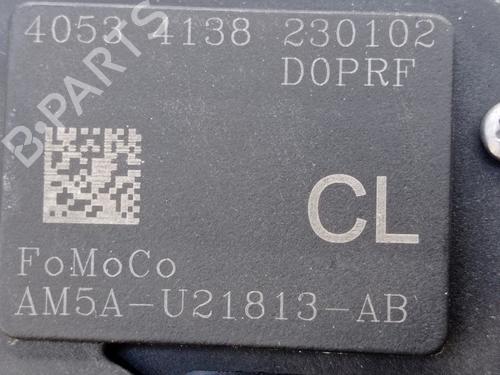 4053 4138 230102
D0PRF
CL
FoMoCo
AM5A-U21813-AB
B-PARTS